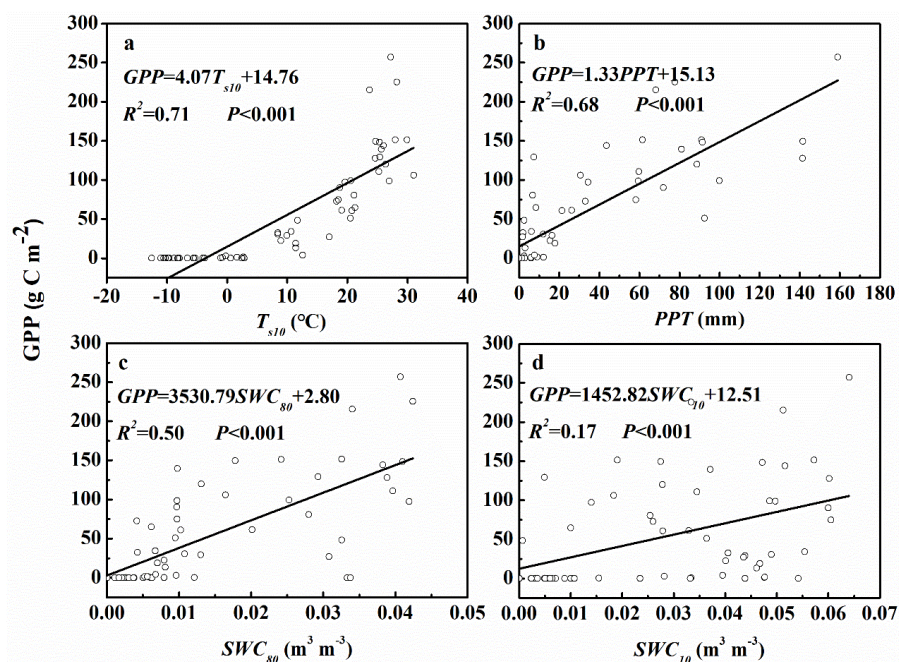 GPP (g C m⁻²)
a
GPP=4.07T_s10+14.76
R²=0.71 P<0.001
300
250
200
150
100
50
0
-20 -10 0 10 20 30 40
T_s10 (°C)
b
GPP=1.33PPT+15.13
R²=0.68 P<0.001
300
250
200
150
100
50
0
0 20 40 60 80 100 120 140 160 180
PPT (mm)
c
GPP=3530.79SWC_80+2.80
R²=0.50 P<0.001
300
250
200
150
100
50
0
0.00 0.01 0.02 0.03 0.04 0.05
SWC_80 (m³ m⁻³)
d
GPP=1452.82SWC_10+12.51
R²=0.17 P<0.001
300
250
200
150
100
50
0
0.00 0.01 0.02 0.03 0.04 0.05 0.06 0.07
SWC_10 (m³ m⁻³)